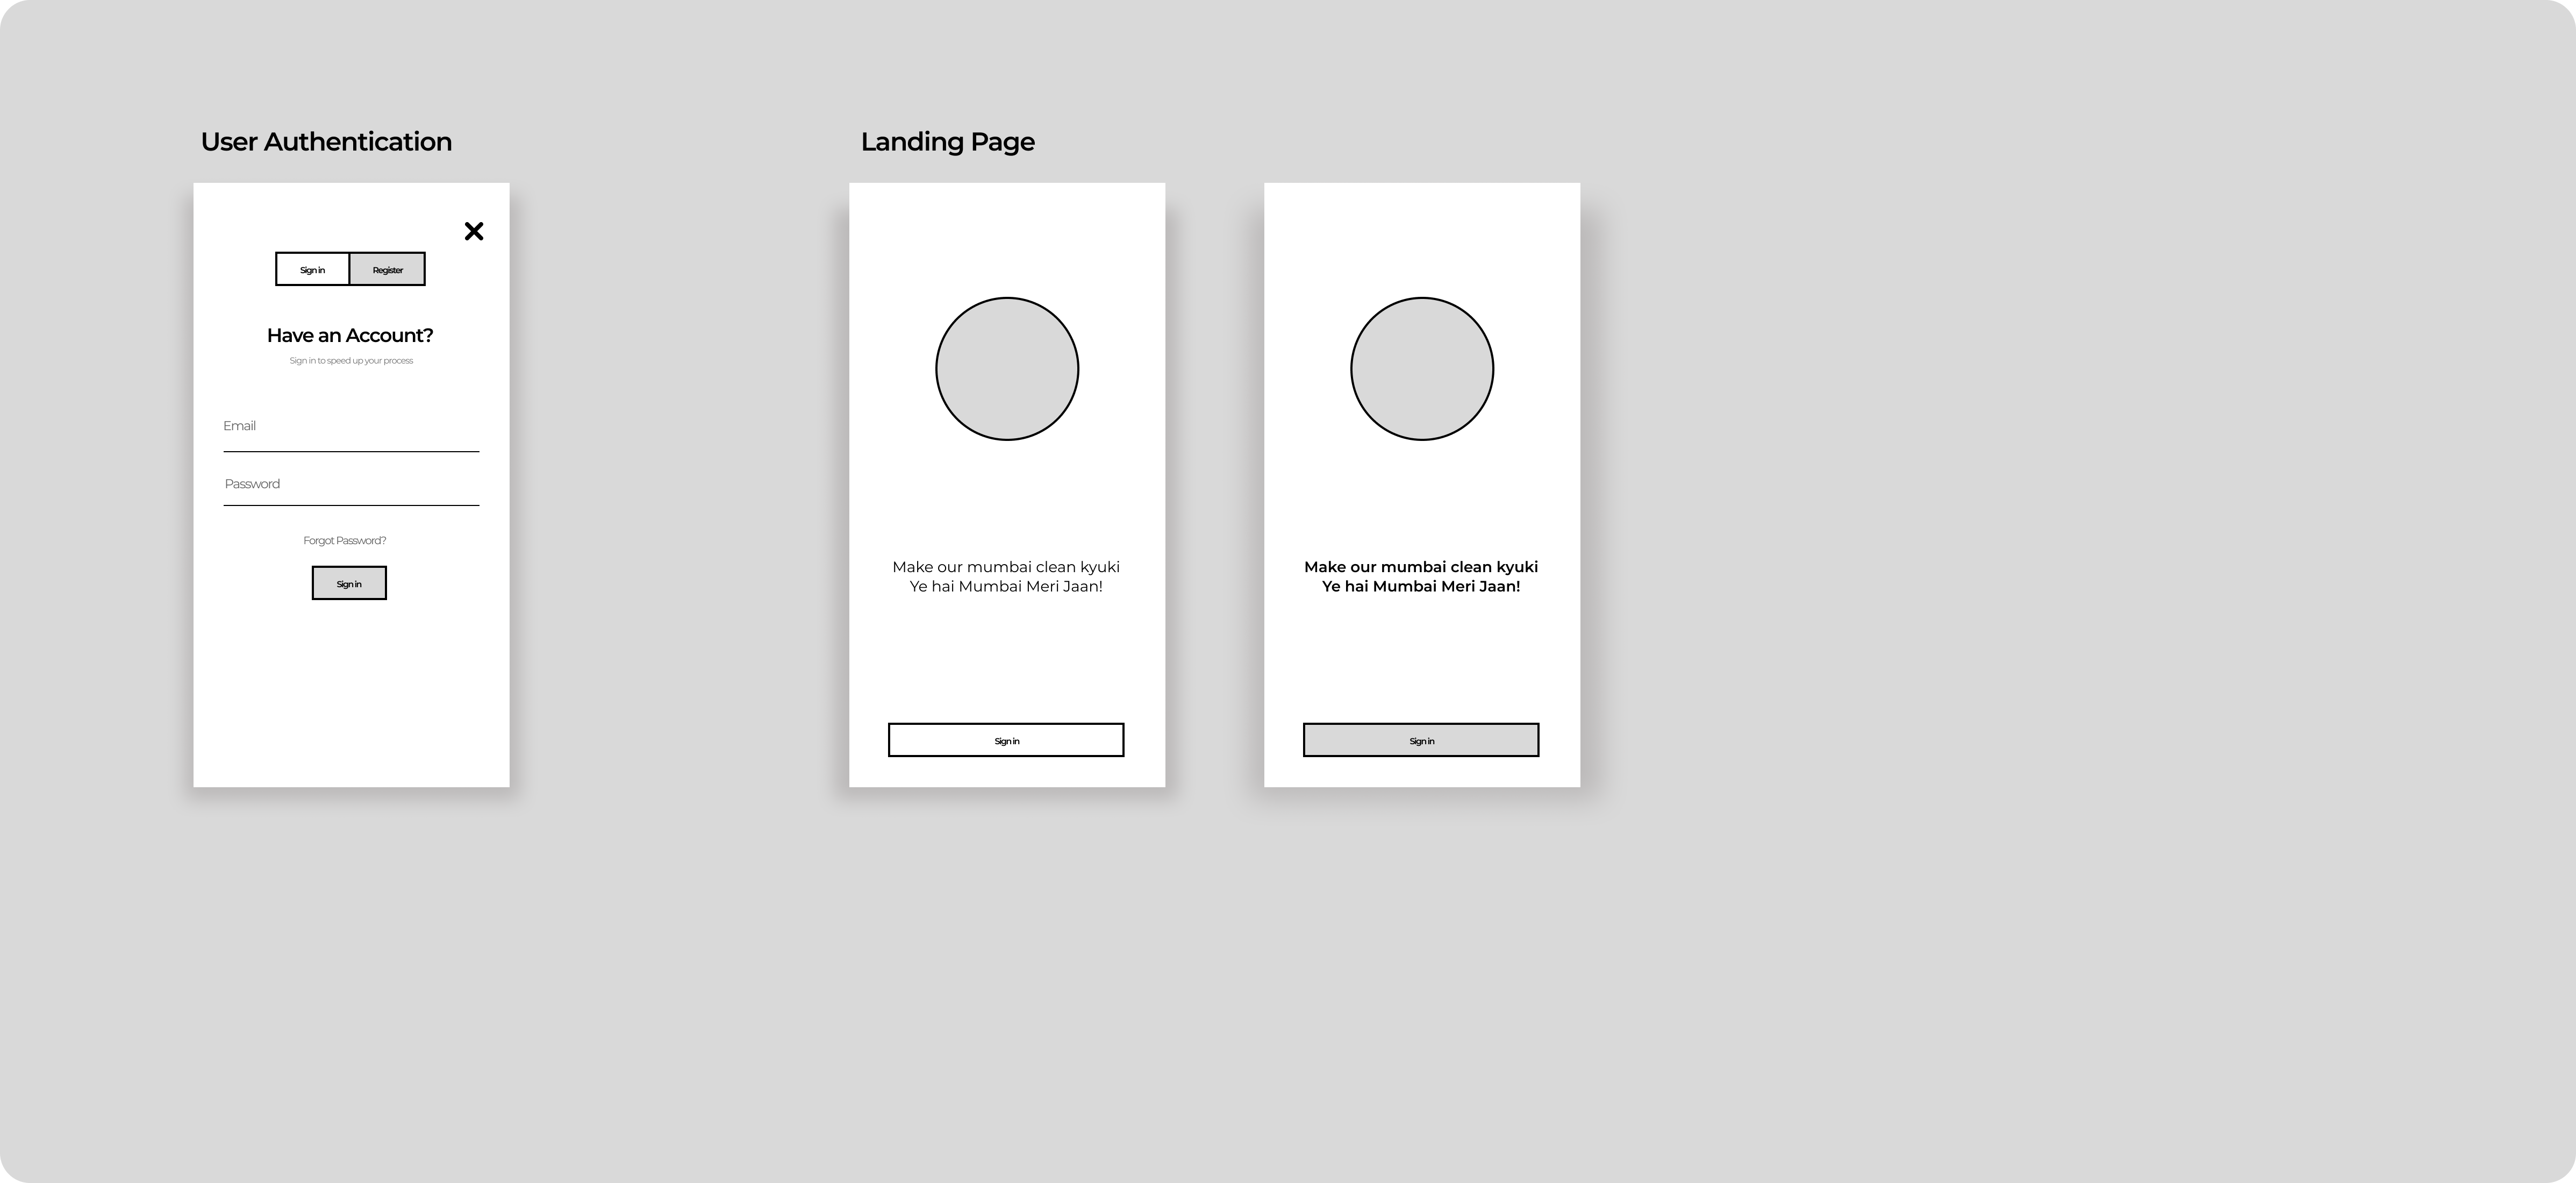 User Authentication
Sign in
Register
Have an Account?
Sign in to speed up your process
Email
Password
Forgot Password?
Sign in
Landing Page
Make our mumbai clean kyuki
Ye hai Mumbai Meri Jaan!
Sign in
Make our mumbai clean kyuki
Ye hai Mumbai Meri Jaan!
Sign in